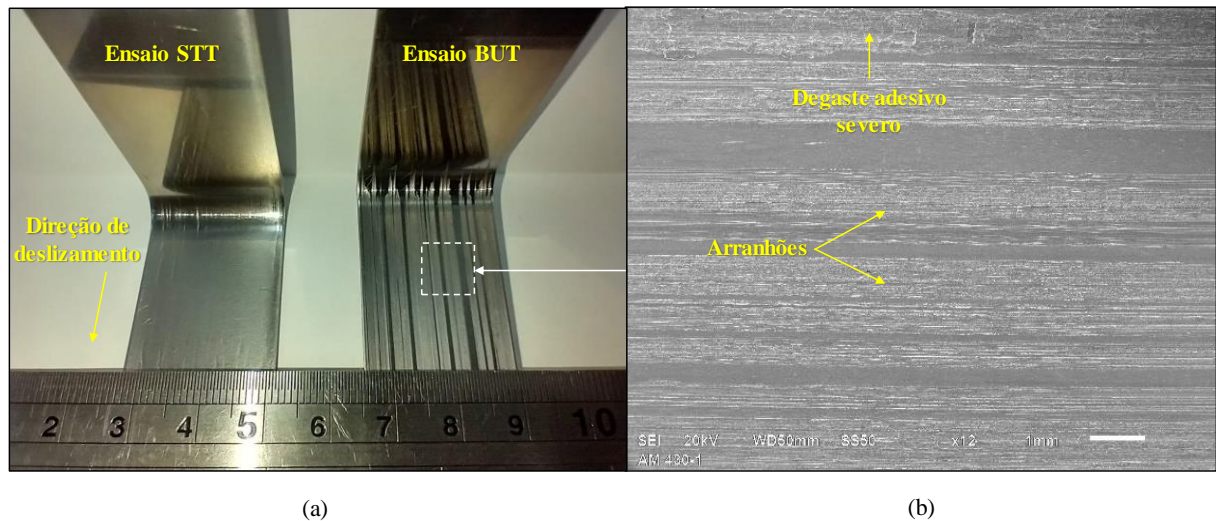 Ensaio STT
Ensaio BUT
Direção de
deslizamento
2 3 4 5 6 7 8 9 10
Degaste adesivo
severo
Arranhões
SEI 20kV WD50mm SS50 x12 1mm
AM 430-1
(a)
(b)